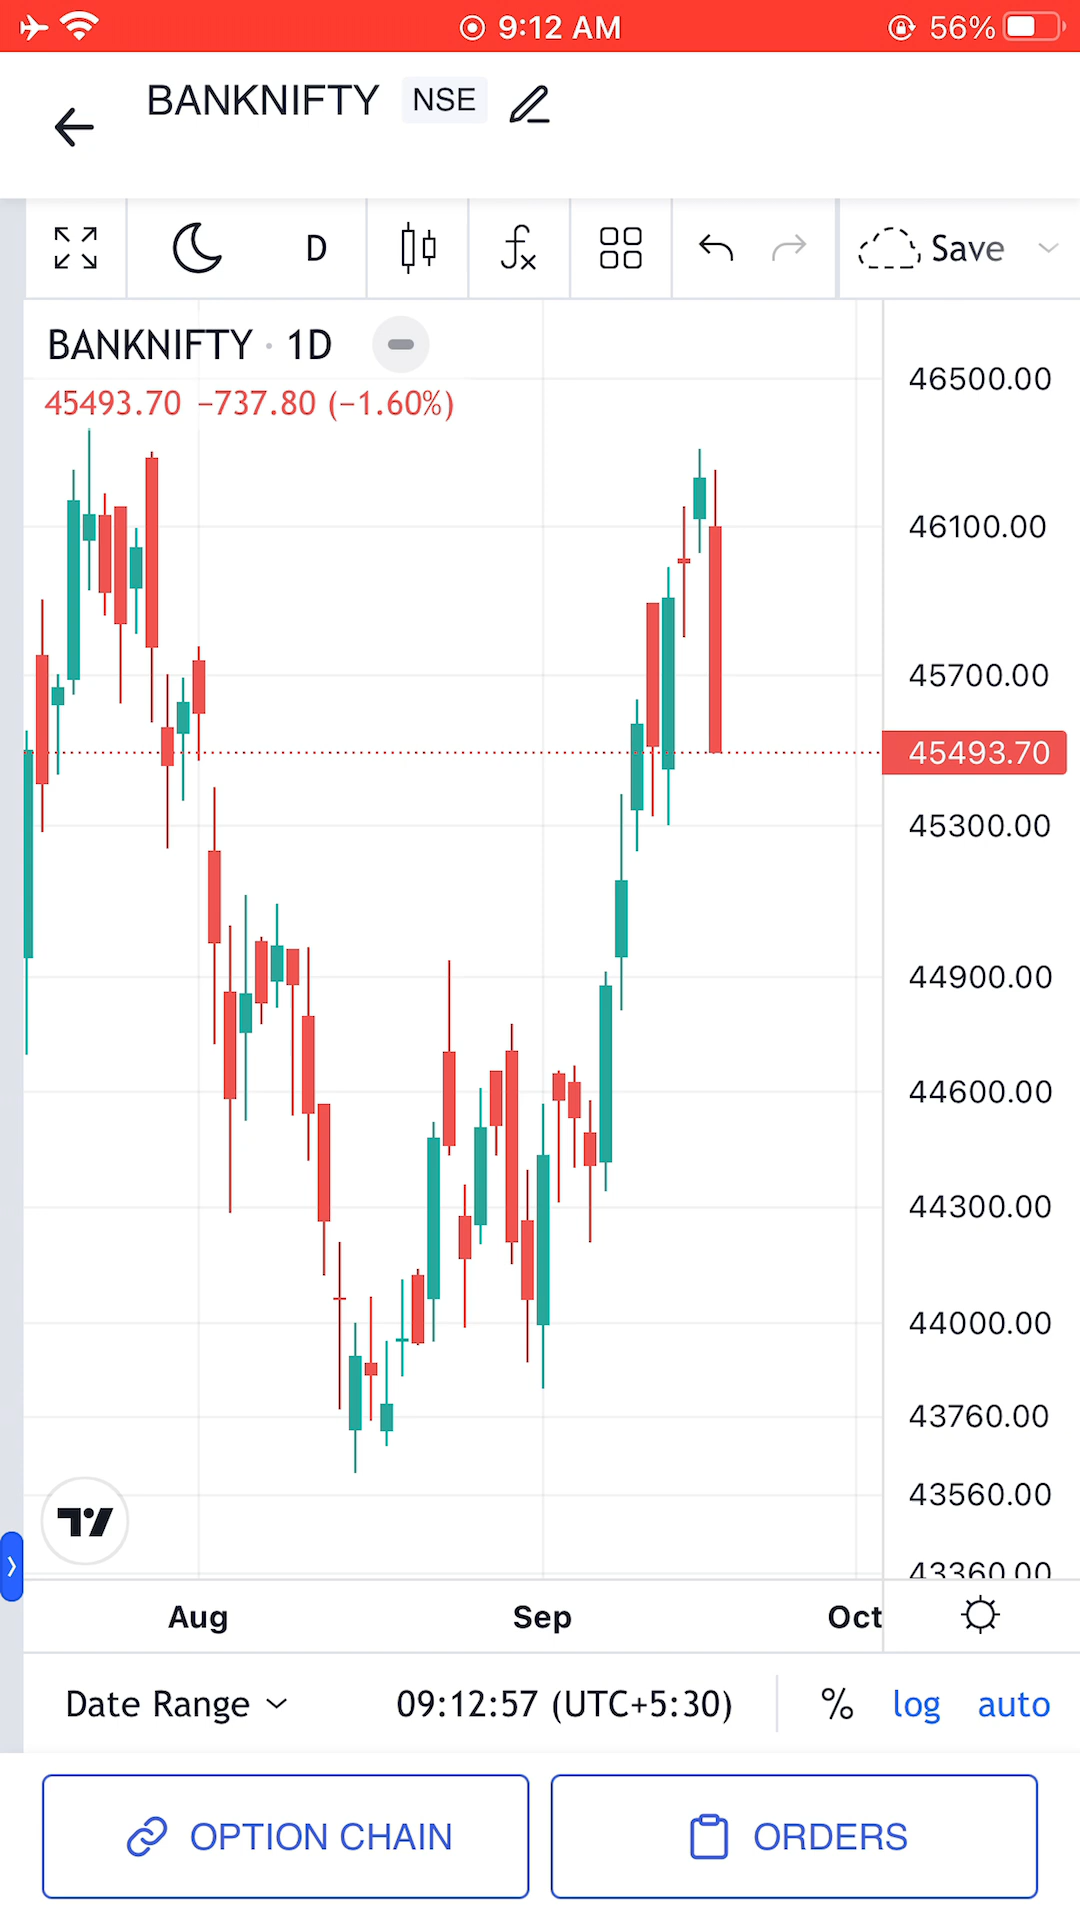 9:12 AM 56%
BANKNIFTY NSE
D Save
BANKNIFTY · 1D
45493.70 −737.80 (−1.60%)
46500.00
46100.00
45700.00
45493.70
45300.00
44900.00
44600.00
44300.00
44000.00
43760.00
43560.00
43360.00
Aug Sep Oct
Date Range 09:12:57 (UTC+5:30) % log auto
OPTION CHAIN ORDERS